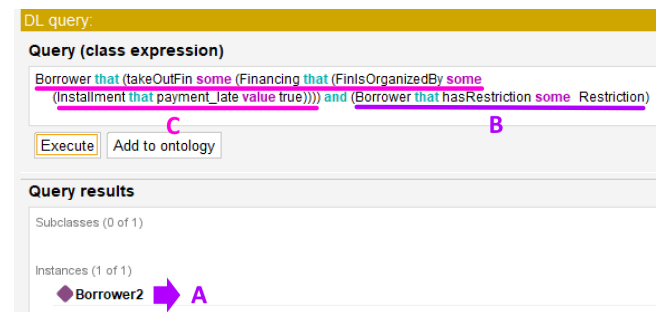 DL query:
Query (class expression)
Borrower that (takeOutFin some (Financing that (FinIsOrganizedBy some
(Installment that payment_late value true)))) and (Borrower that hasRestriction some Restriction)
C
B
Execute Add to ontology
Query results
Subclasses (0 of 1)
Instances (1 of 1)
Borrower2 A